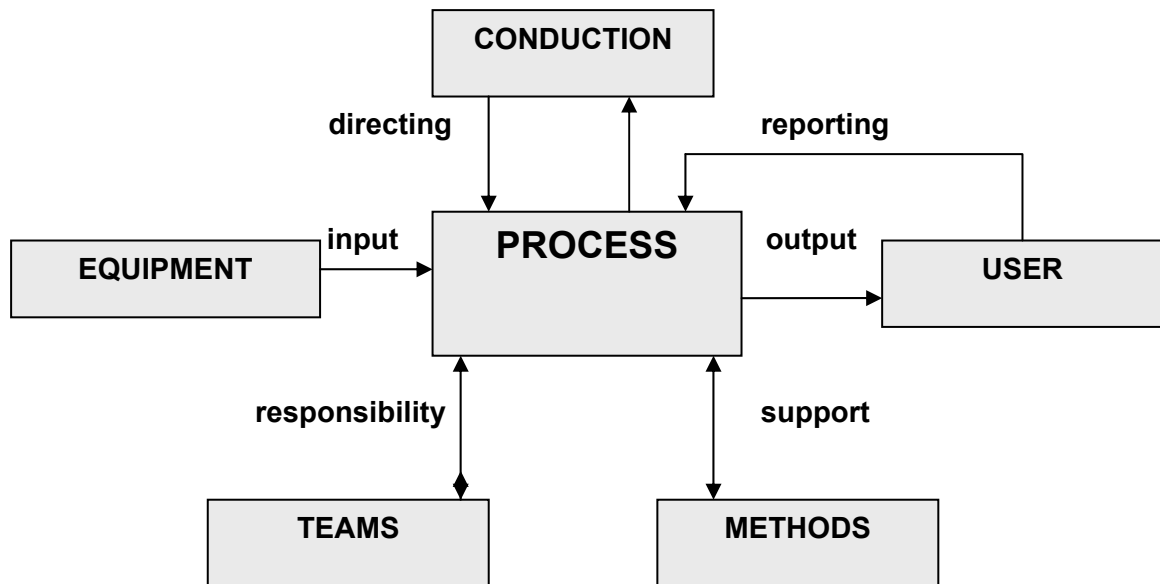 CONDUCTION
directing
reporting
input
PROCESS
output
EQUIPMENT
USER
responsibility
support
TEAMS
METHODS